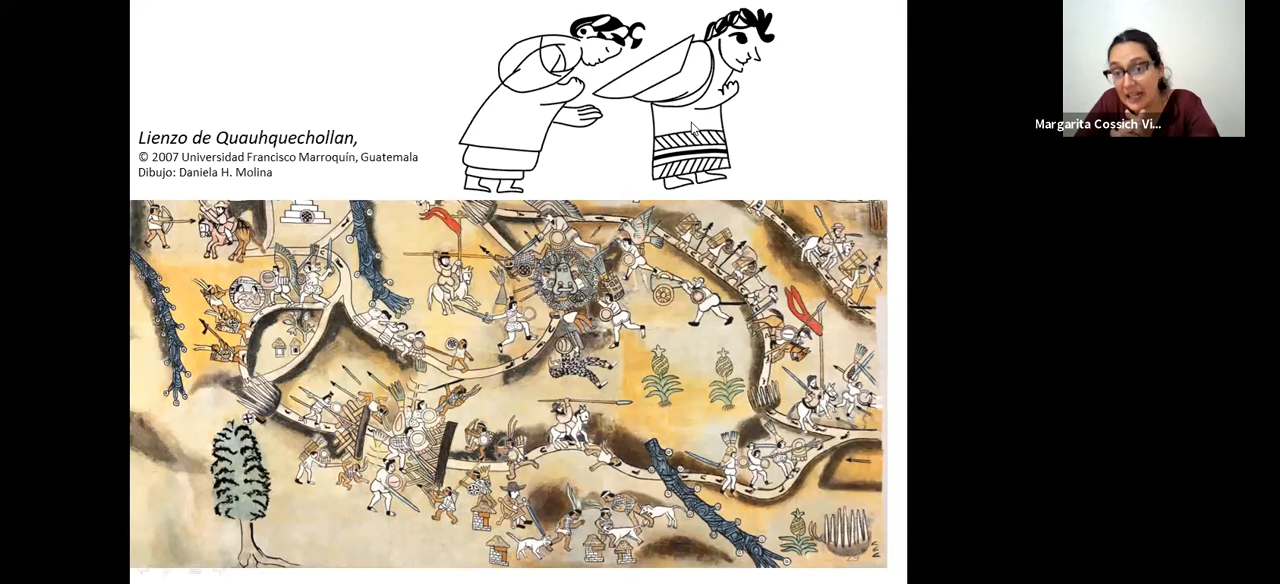 Lienzo de Quauhquechollan,
© 2007 Universidad Francisco Marroquín, Guatemala
Dibujo: Daniela H. Molina
Margarita Cossich Vi...